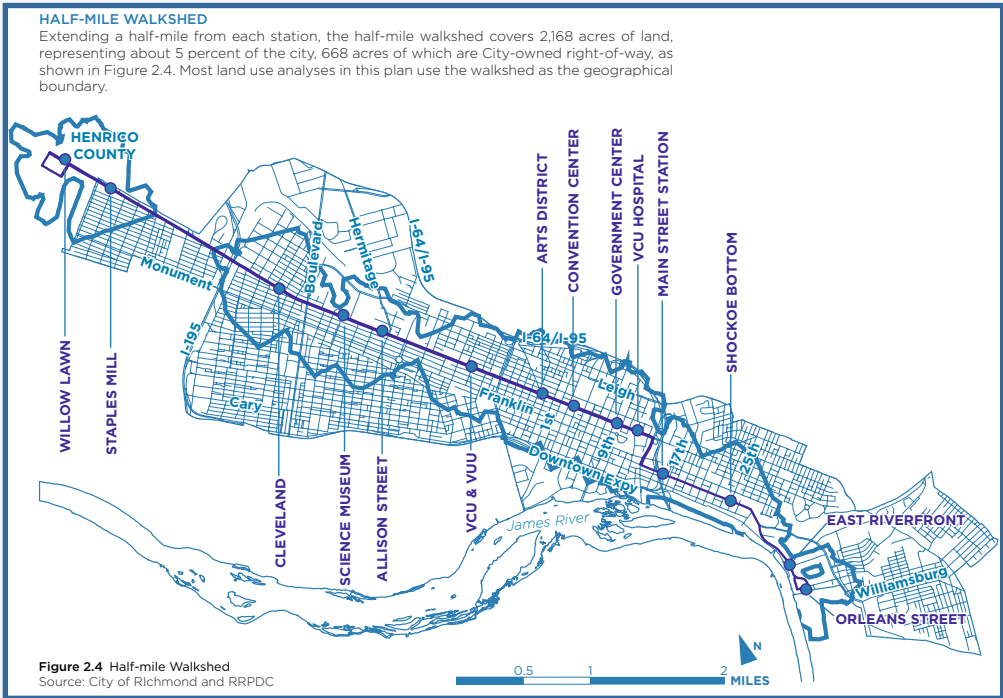 HALF-MILE WALKSHED
Extending a half-mile from each station, the half-mile walkshed covers 2,168 acres of land,
representing about 5 percent of the city, 668 acres of which are City-owned right-of-way, as
shown in Figure 2.4. Most land use analyses in this plan use the walkshed as the geographical
boundary.
HENRICO
COUNTY
WILLOW LAWN
STAPLES MILL
Monument
I-195
Cary
CLEVELAND
Boulevard
Hermitage
I-64/I-95
SCIENCE MUSEUM
ALLISON STREET
VCU & VUU
Franklin
ARTS DISTRICT
CONVENTION CENTER
GOVERNMENT CENTER
VCU HOSPITAL
MAIN STREET STATION
SHOCKOE BOTTOM
I-64/I-95
Leigh
1st
9th
17th
25th
Downtown Expy
James River
EAST RIVERFRONT
Williamsburg
ORLEANS STREET
N
0.5
1
2
MILES
Figure 2.4 Half-mile Walkshed
Source: City of RIchmond and RRPDC